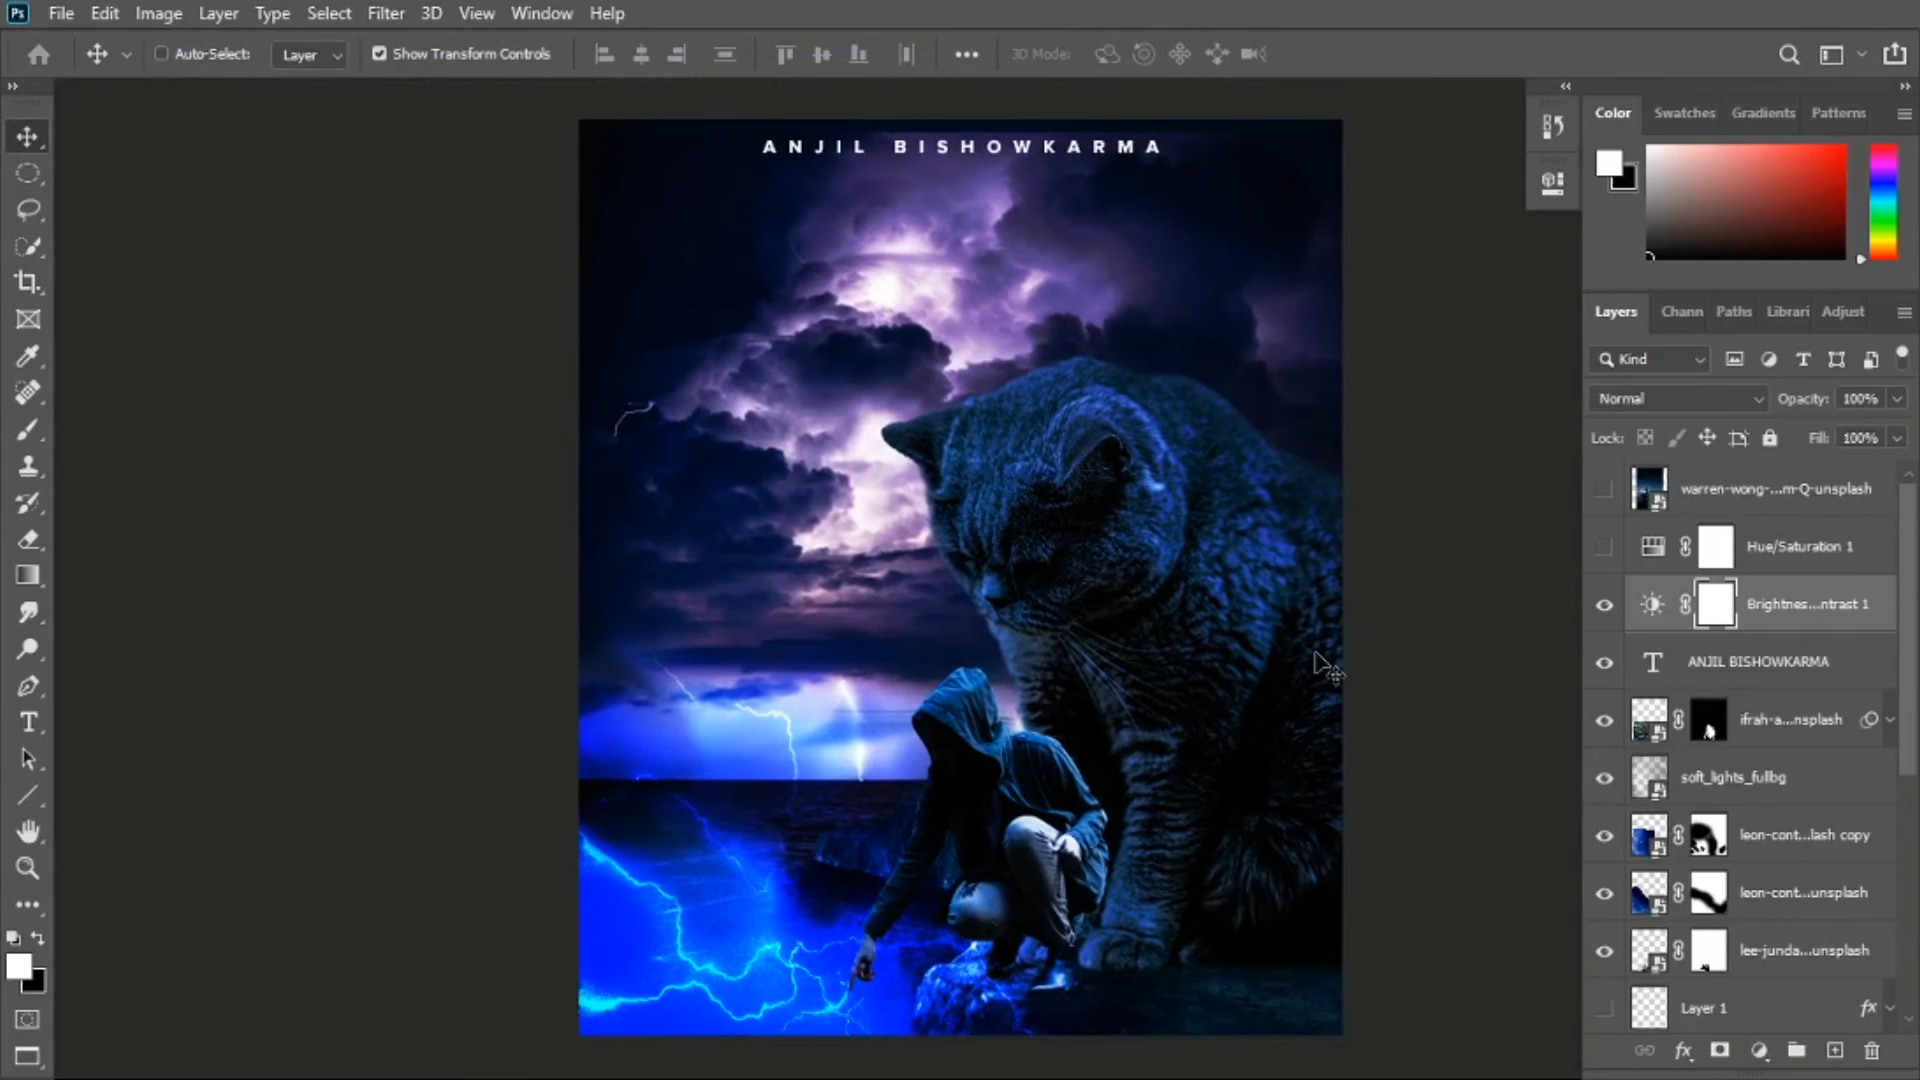 Ps File Edit Image Layer Type Select Filter 3D View Window Help
Auto-Select: Layer Show Transform Controls ••• 3D Mode:
Color Swatches Gradients Patterns
ANJIL BISHOWKARMA
Layers Chann Paths Librari Adjust
Kind
Normal Opacity: 100%
Lock: Fill: 100%
warren-wong-...m-Q-unsplash
Hue/Saturation 1
Brightnes...ntrast 1
T ANJIL BISHOWKARMA
ifrah-a...nsplash
soft_lights_fullbg
leon-cont...lash copy
leon-cont...unsplash
lee-junda...unsplash
Layer 1 fx
fx